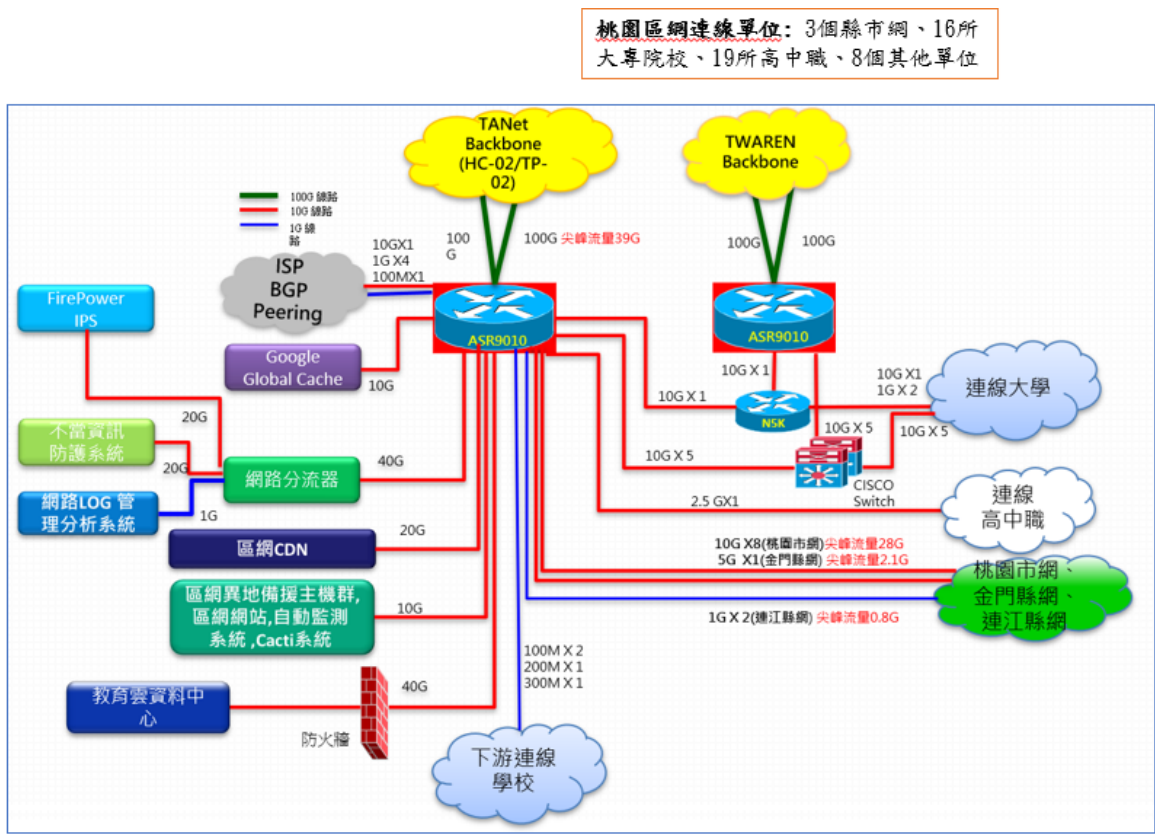 桃園區網連線單位: 3個縣市網、16所
大專院校、19所高中職、8個其他單位
TANet
Backbone
(HC-02/TP-
02)
TWAREN
Backbone
100G 線路
10G 線路
1G 線
路
100
G
100G 尖峰流量39G
100G
100G
10GX1
1G X4
100MX1
ISP
BGP
Peering
FirePower
IPS
ASR9010
ASR9010
Google
Global Cache
10G
10G X 1
10G X 1
N5K
10G X1
1G X 2
連線大學
20G
不當資訊
防護系統
20G
網路分流器
40G
10G X 5
10G X 5
10G X 5
CISCO
Switch
網路LOG 管
理分析系統
1G
2.5 GX1
連線
高中職
20G
區網CDN
10G X8(桃園市網)尖峰流量28G
5G X1(金門縣網) 尖峰流量2.1G
桃園市網、
金門縣網、
連江縣網
區網異地備援主機群,
區網網站,自動監測
系統 ,Cacti系統
10G
1G X 2(連江縣網) 尖峰流量0.8G
100M X 2
200M X 1
300M X 1
教育雲資料中
心
40G
防火牆
下游連線
學校